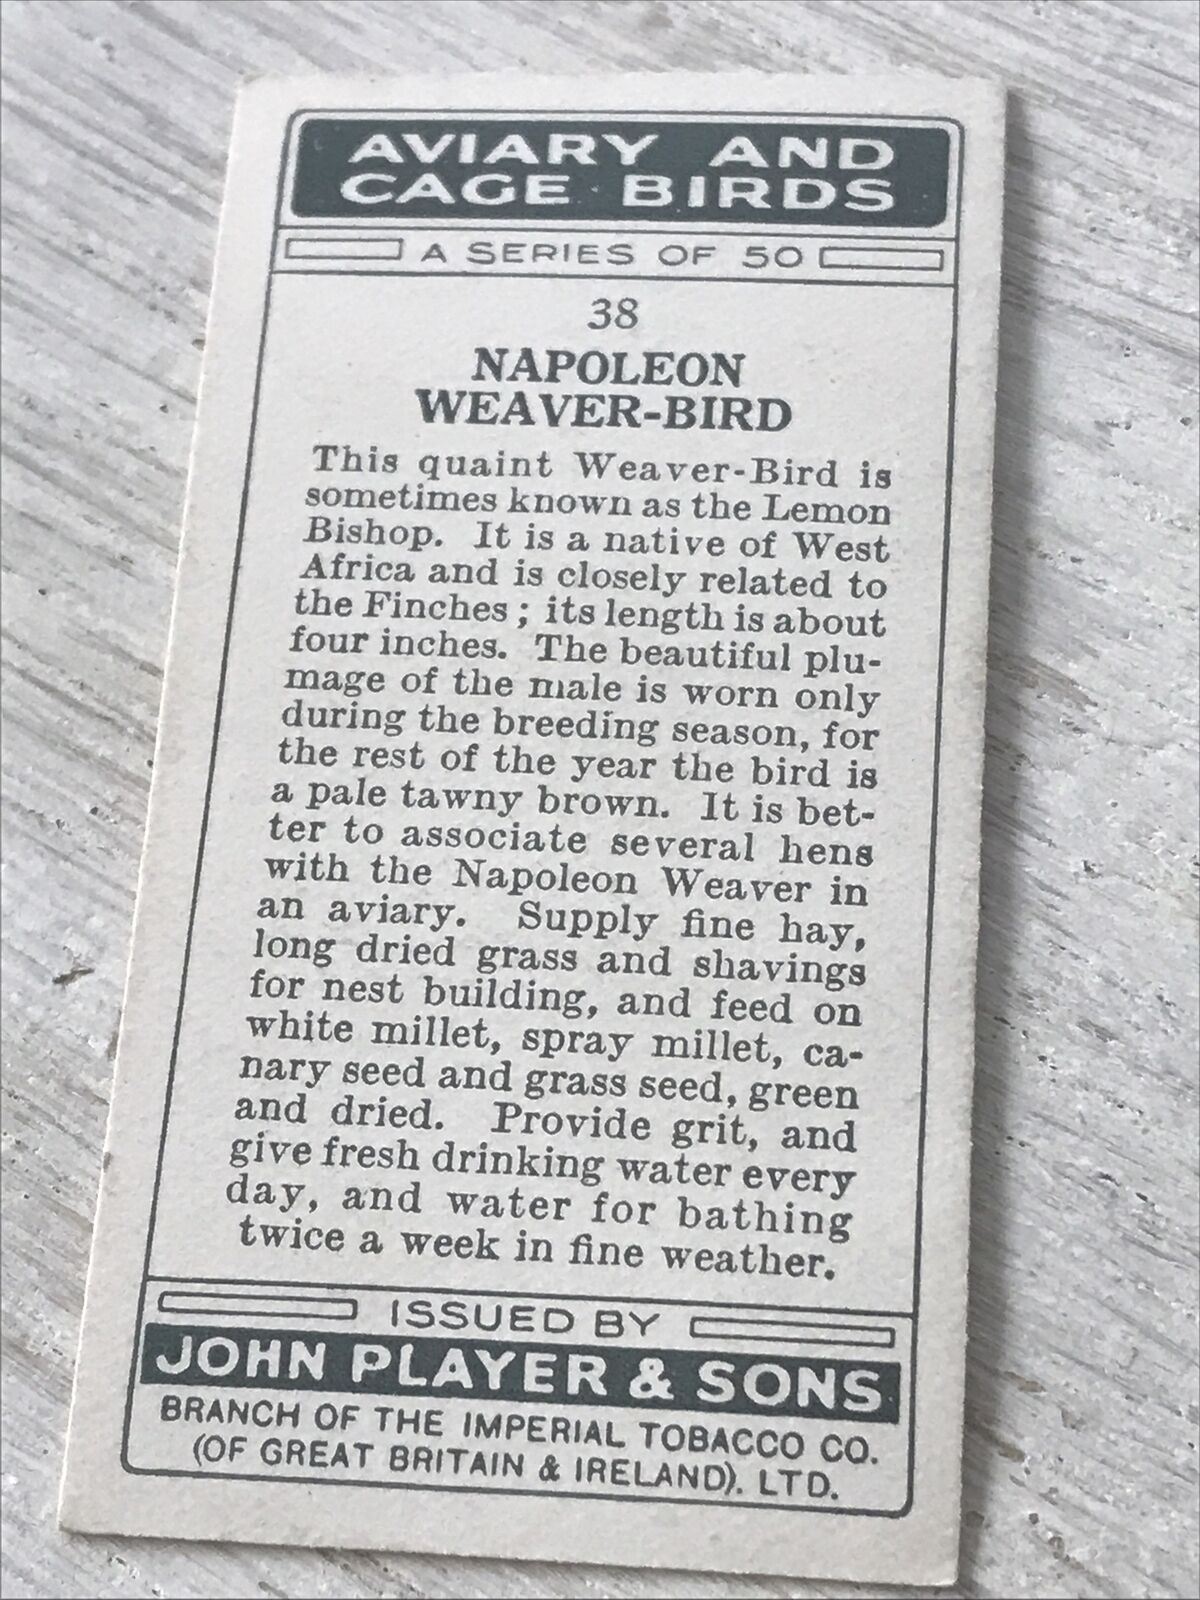 AVIARY AND
CAGE BIRDS
A SERIES OF 50
38
NAPOLEON
WEAVER-BIRD
This quaint Weaver-Bird is
sometimes known as the Lemon
Bishop. It is a native of West
Africa and is closely related to
the Finches; its length is about
four inches. The beautiful plu-
mage of the male is worn only
during the breeding season, for
the rest of the year the bird is
a pale tawny brown. It is bet-
ter to associate several hens
with the Napoleon Weaver in
an aviary. Supply fine hay,
long dried grass and shavings
for nest building, and feed on
white millet, spray millet, ca-
nary seed and grass seed, green
and dried. Provide grit, and
give fresh drinking water every
day, and water for bathing
twice a week in fine weather.
ISSUED BY
JOHN PLAYER & SONS
BRANCH OF THE IMPERIAL TOBACCO CO.
(OF GREAT BRITAIN & IRELAND). LTD.